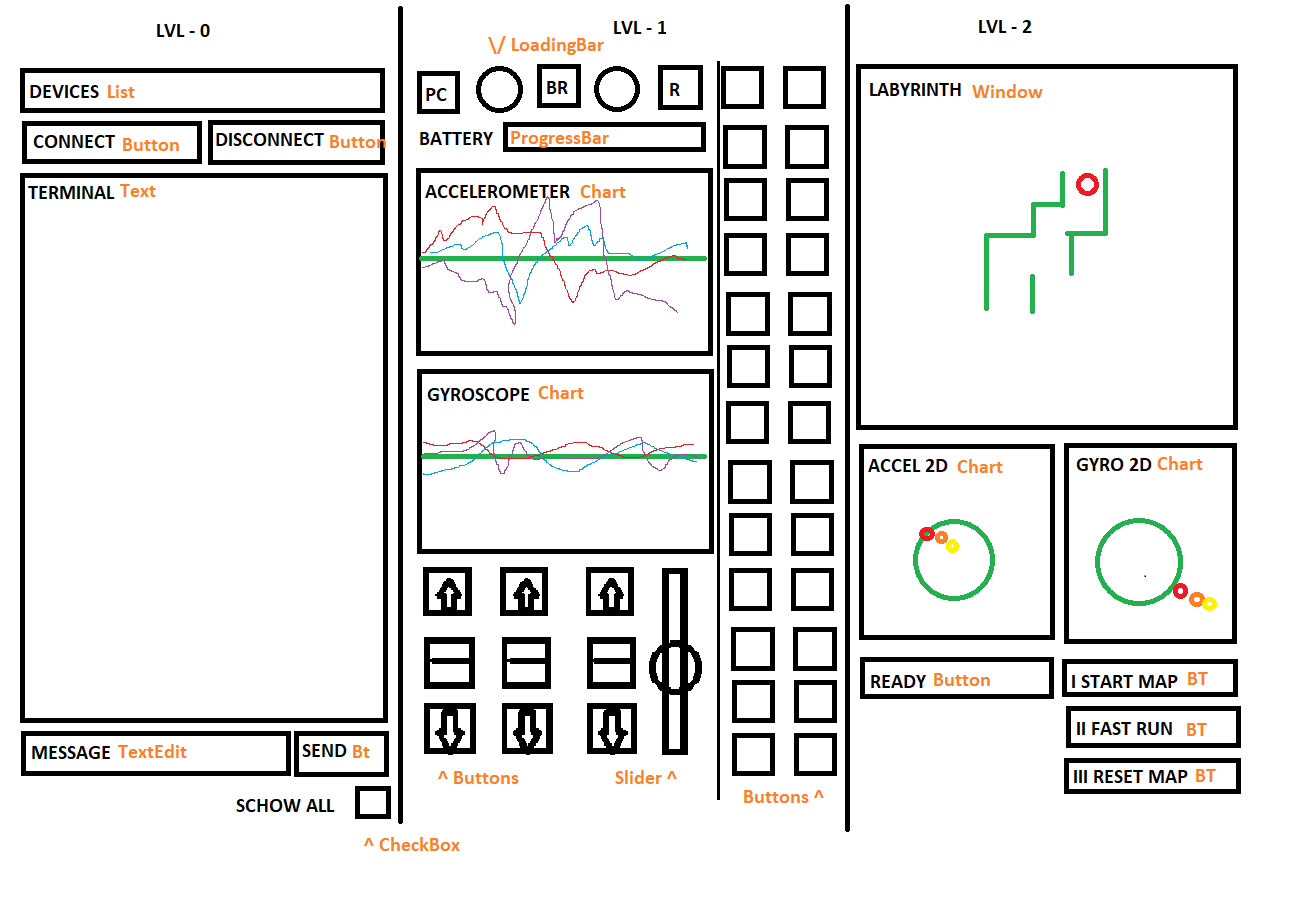 LVL - 0
DEVICES List
CONNECT Button
DISCONNECT Button
TERMINAL Text
MESSAGE TextEdit
SEND Bt
SCHOW ALL
^ CheckBox
LVL - 1
\/ LoadingBar
PC
BR
R
BATTERY ProgressBar
ACCELEROMETER Chart
GYROSCOPE Chart
^ Buttons
Slider ^
Buttons ^
LVL - 2
LABYRINTH Window
ACCEL 2D Chart
GYRO 2D Chart
READY Button
I START MAP BT
II FAST RUN BT
III RESET MAP BT